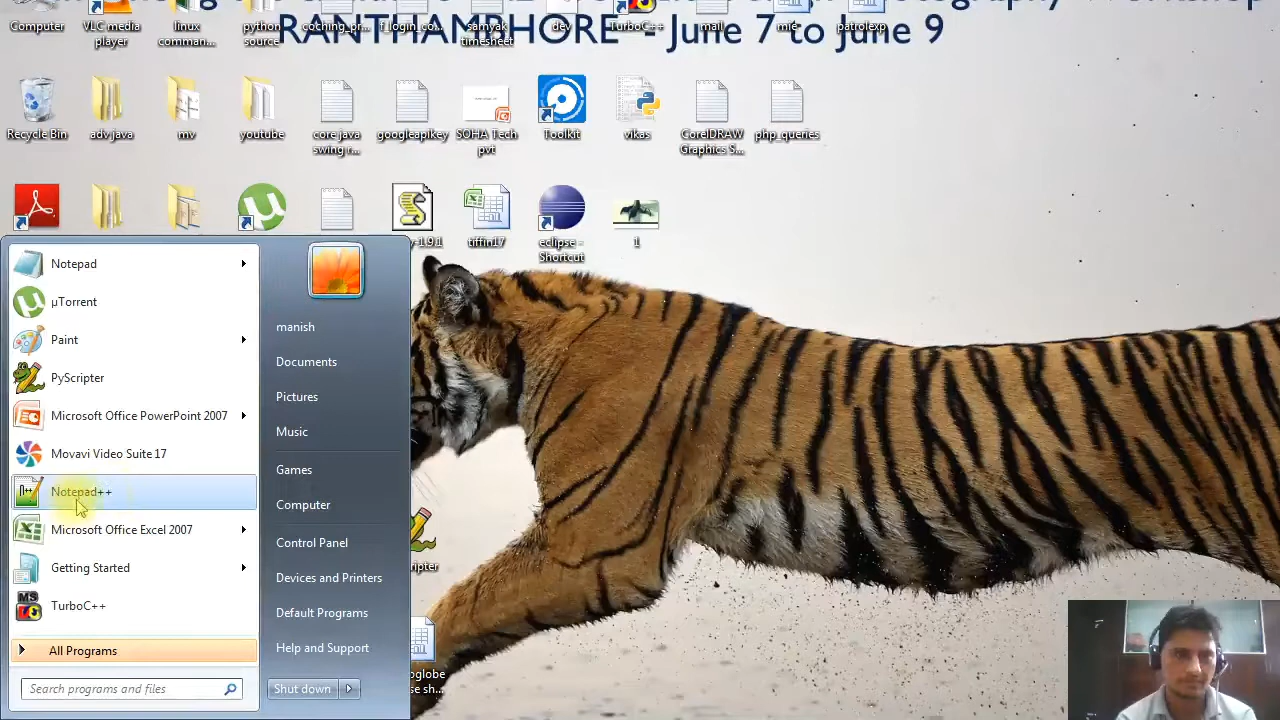 RANTHAMBHORE - June 7 to June 9
Computer
VLC media
player
linux
comman...
python
source
coching_pr...
f_login_co...
samyak
timesheet
dev
TurboC++
mail
mie
patrolexp
Recycle Bin
adv.java
mv
youtube
core java
swing r...
googleapikey
SOHA Tech
pvt
Toolkit
vikas
CorelDRAW
Graphics S...
php_queries
tiffin17
eclipse -
Shortcut
1
Notepad
µTorrent
Paint
PyScripter
Microsoft Office PowerPoint 2007
Movavi Video Suite 17
Notepad++
Microsoft Office Excel 2007
Getting Started
TurboC++
All Programs
Search programs and files
manish
Documents
Pictures
Music
Games
Computer
Control Panel
Devices and Printers
Default Programs
Help and Support
Shut down